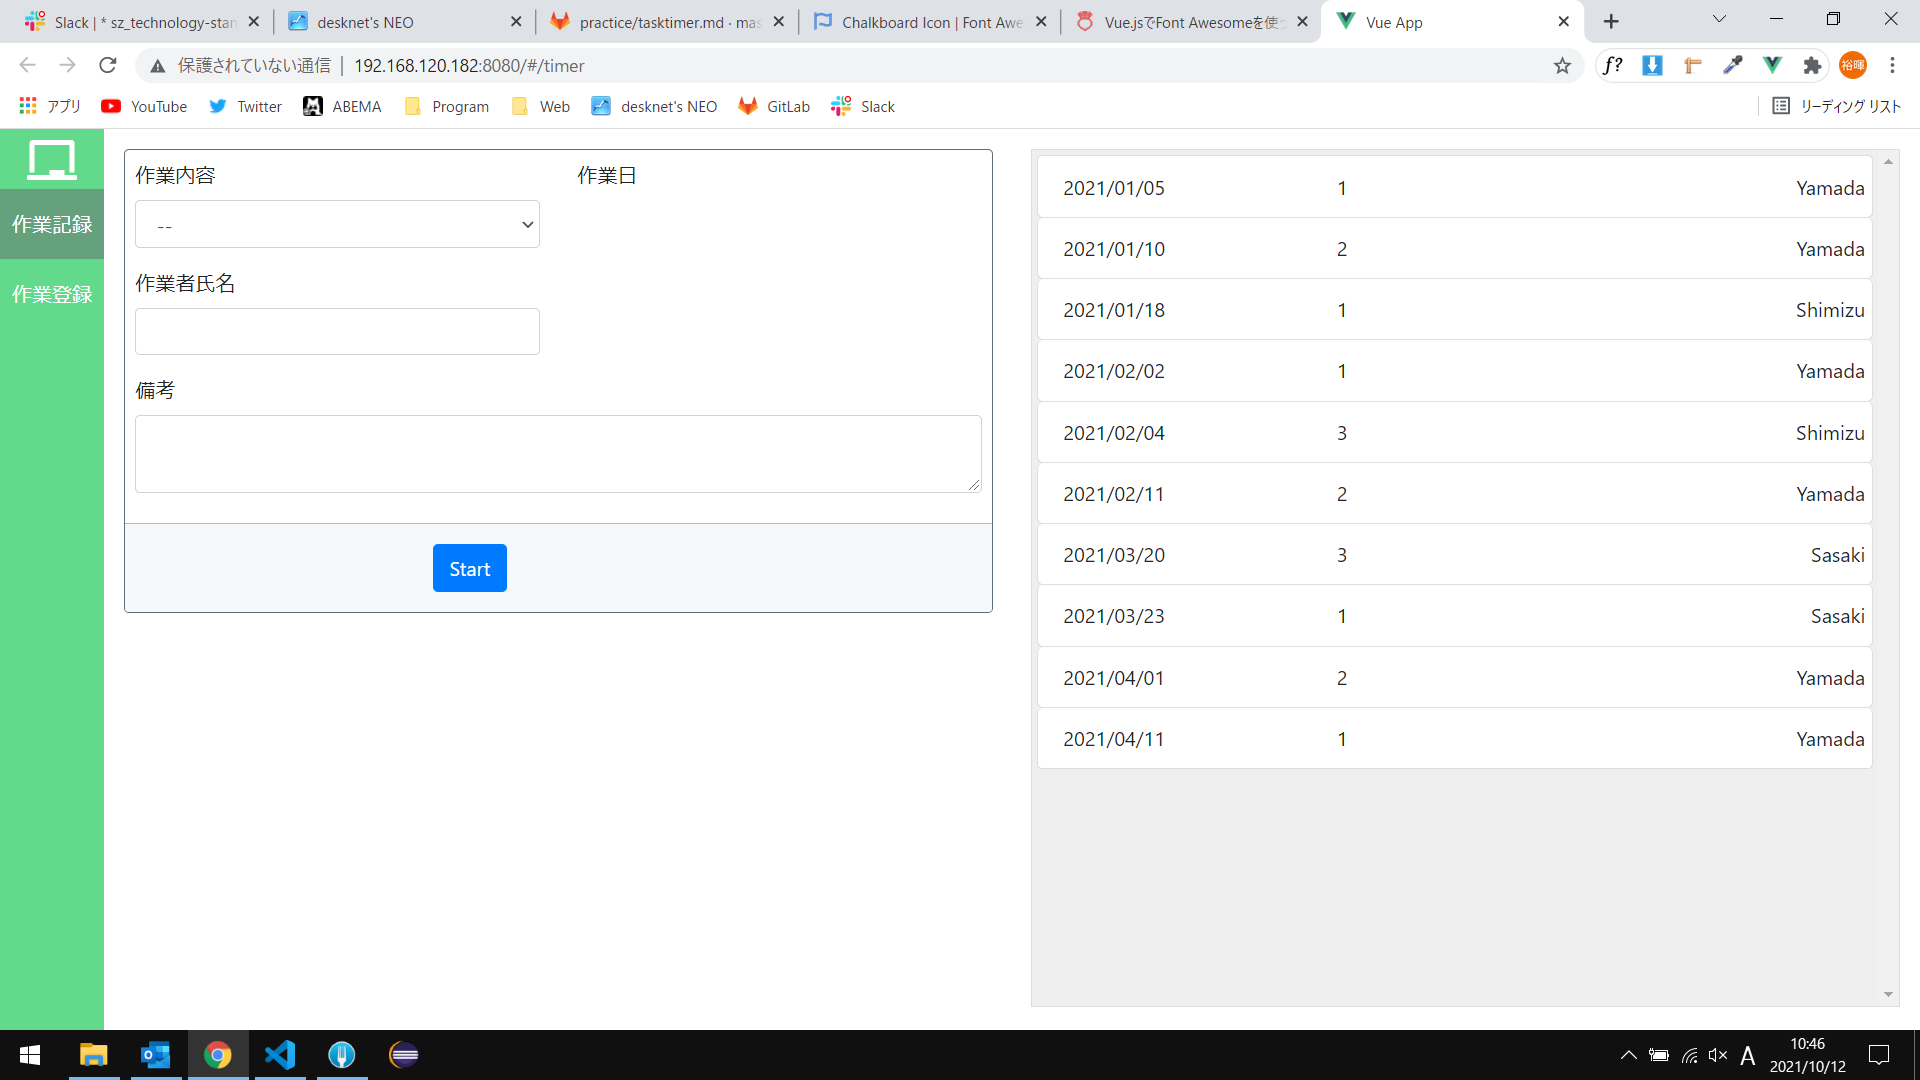 Slack | * sz_technology-stan
desknet's NEO
practice/tasktimer.md · mas
Chalkboard Icon | Font Awe
Vue.jsでFont Awesomeを使
Vue App
保護されていない通信 192.168.120.182:8080/#/timer
f?
裕暉
アプリ YouTube Twitter ABEMA Program Web desknet's NEO GitLab Slack
リーディング リスト
作業記録
作業登録
作業内容
--
作業日
作業者氏名
備考
Start
2021/01/05 1 Yamada
2021/01/10 2 Yamada
2021/01/18 1 Shimizu
2021/02/02 1 Yamada
2021/02/04 3 Shimizu
2021/02/11 2 Yamada
2021/03/20 3 Sasaki
2021/03/23 1 Sasaki
2021/04/01 2 Yamada
2021/04/11 1 Yamada
A
10:46
2021/10/12